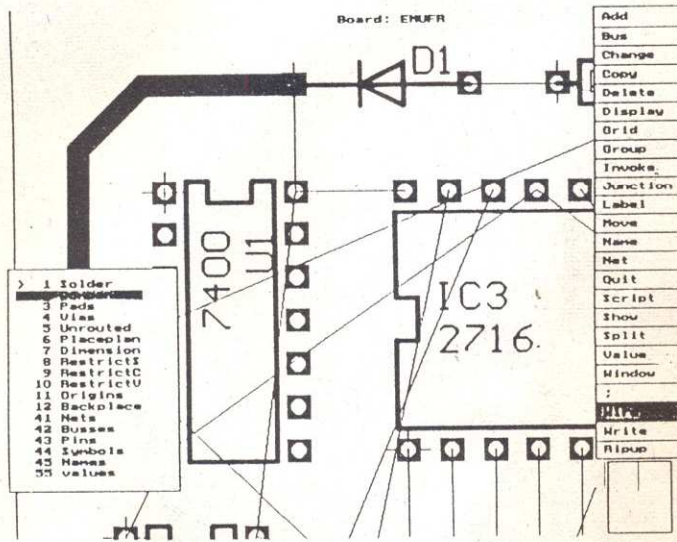 Board: EMUFR
D1
7400
U1
IC3
2716
> 1 Solder
3 Pads
4 Vias
5 Unrouted
6 Placeplan
7 Dimension
8 RestrictS
9 RestrictC
10 RestrictV
11 Origins
12 Backplace
41 Nets
42 Busses
43 Pins
44 Symbols
45 Names
55 values
Add
Bus
Change
Copy
Delete
Display
Grid
Group
Invoke
Junction
Label
Move
Name
Net
Quit
Script
Show
Split
Value
Window
;
Wire
Write
Ripup